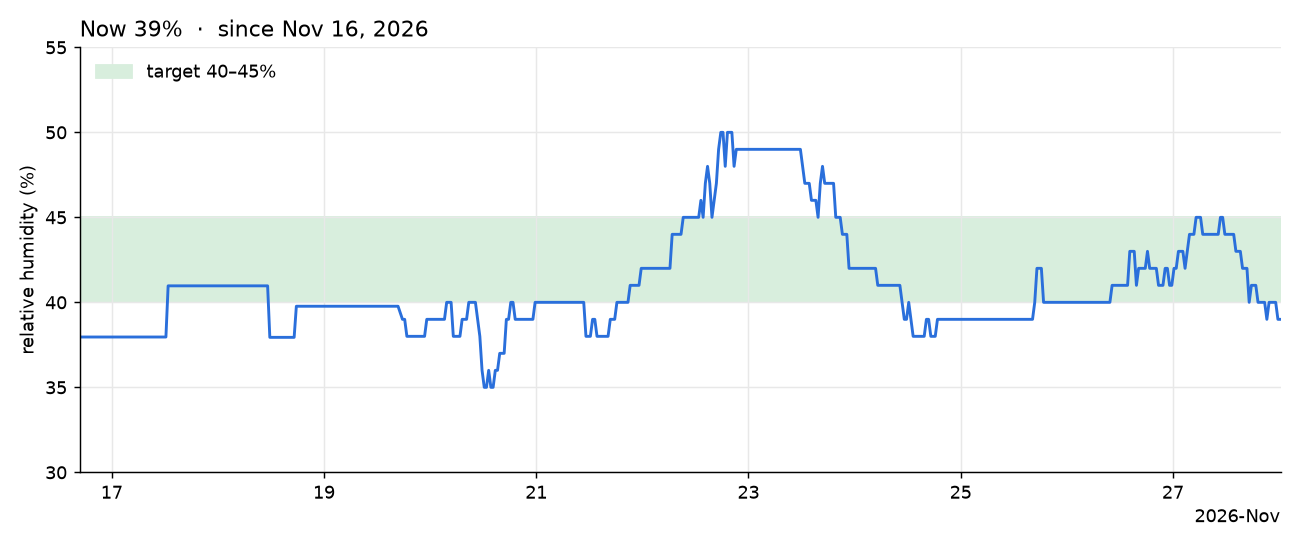 Now 39%  ·  since Nov 16, 2026
target 40–45%
relative humidity (%)
55
50
45
40
35
30
17 19 21 23 25 27
2026-Nov